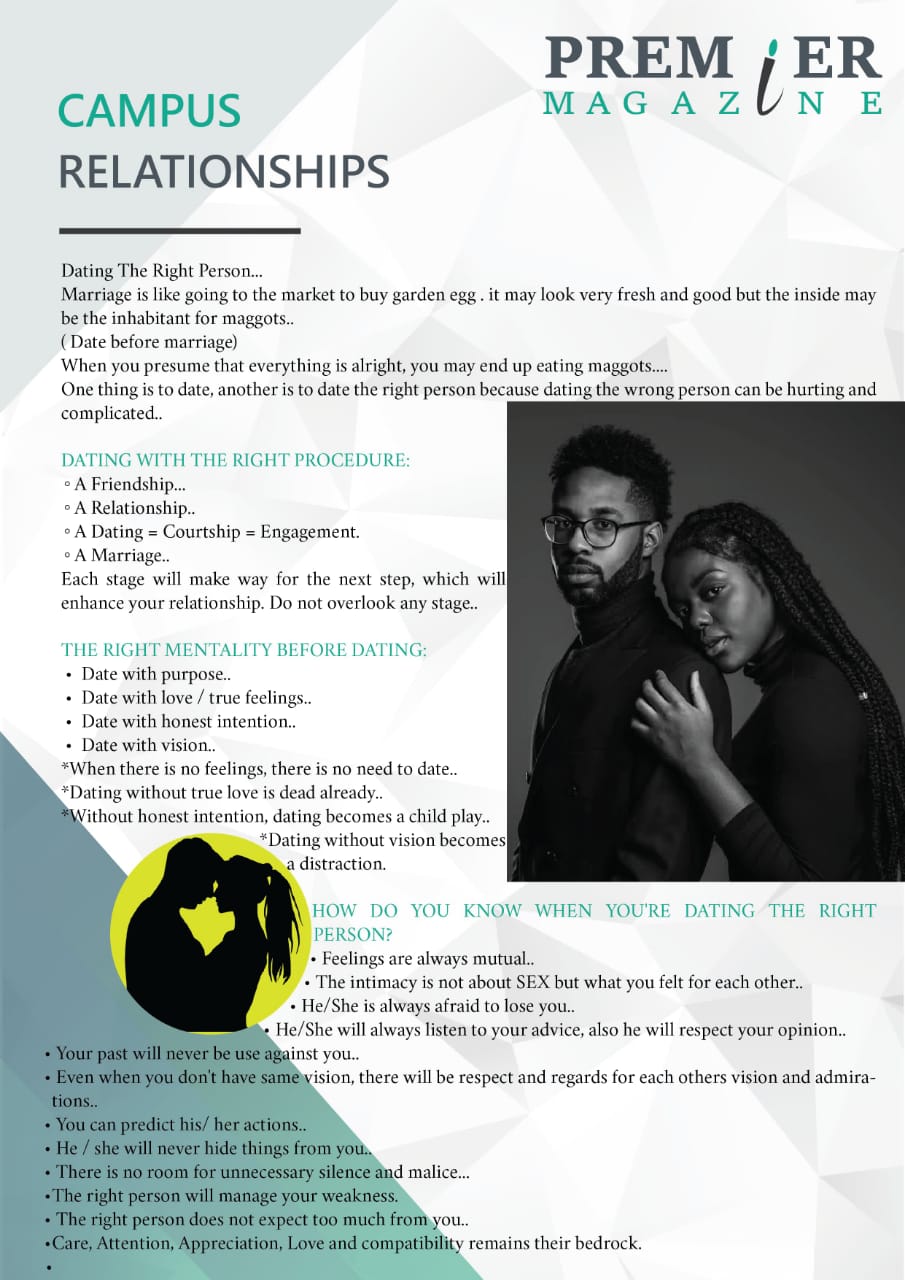 PREMiER
MAGAZiNE
CAMPUS
RELATIONSHIPS
Dating The Right Person...
Marriage is like going to the market to buy garden egg . it may look very fresh and good but the inside may
be the inhabitant for maggots..
( Date before marriage)
When you presume that everything is alright, you may end up eating maggots....
One thing is to date, another is to date the right person because dating the wrong person can be hurting and
complicated..
DATING WITH THE RIGHT PROCEDURE:
◦ A Friendship...
◦ A Relationship..
◦ A Dating = Courtship = Engagement.
◦ A Marriage..
Each stage will make way for the next step, which will
enhance your relationship. Do not overlook any stage..
THE RIGHT MENTALITY BEFORE DATING:
• Date with purpose..
• Date with love / true feelings..
• Date with honest intention..
• Date with vision..
*When there is no feelings, there is no need to date..
*Dating without true love is dead already..
*Without honest intention, dating becomes a child play..
*Dating without vision becomes
a distraction.
HOW DO YOU KNOW WHEN YOU'RE DATING THE RIGHT
PERSON?
• Feelings are always mutual..
• The intimacy is not about SEX but what you felt for each other..
• He/She is always afraid to lose you..
• He/She will always listen to your advice, also he will respect your opinion..
• Your past will never be use against you..
• Even when you don't have same vision, there will be respect and regards for each others vision and admira-
tions..
• You can predict his/ her actions..
• He / she will never hide things from you..
• There is no room for unnecessary silence and malice...
•The right person will manage your weakness.
• The right person does not expect too much from you..
•Care, Attention, Appreciation, Love and compatibility remains their bedrock.
•